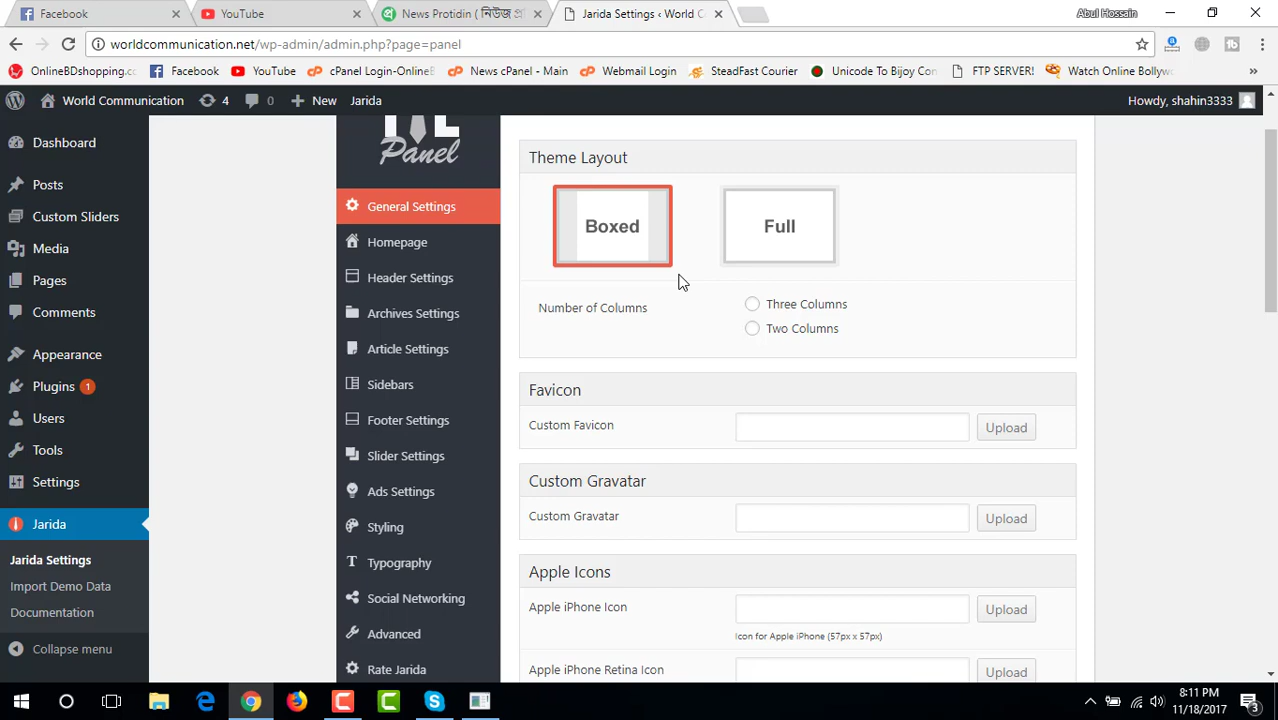 Facebook
YouTube
News Protidin (নিউজ প্র
Jarida Settings ‹ World C
Abul Hossain
worldcommunication.net/wp-admin/admin.php?page=panel
OnlineBDshopping.cc
Facebook
YouTube
cPanel Login-OnlineB
News cPanel - Main
Webmail Login
SteadFast Courier
Unicode To Bijoy Con
FTP SERVER!
Watch Online Bollyw
»
World Communication
4
0
New
Jarida
Howdy, shahin3333
Dashboard
Posts
Custom Sliders
Media
Pages
Comments
Appearance
Plugins 1
Users
Tools
Settings
Jarida
Jarida Settings
Import Demo Data
Documentation
Collapse menu
Panel
General Settings
Homepage
Header Settings
Archives Settings
Article Settings
Sidebars
Footer Settings
Slider Settings
Ads Settings
Styling
Typography
Social Networking
Advanced
Rate Jarida
Theme Layout
Boxed
Full
Number of Columns
Three Columns
Two Columns
Favicon
Custom Favicon
Upload
Custom Gravatar
Custom Gravatar
Upload
Apple Icons
Apple iPhone Icon
Upload
Icon for Apple iPhone (57px x 57px)
Apple iPhone Retina Icon
Upload
8:11 PM
11/18/2017
3